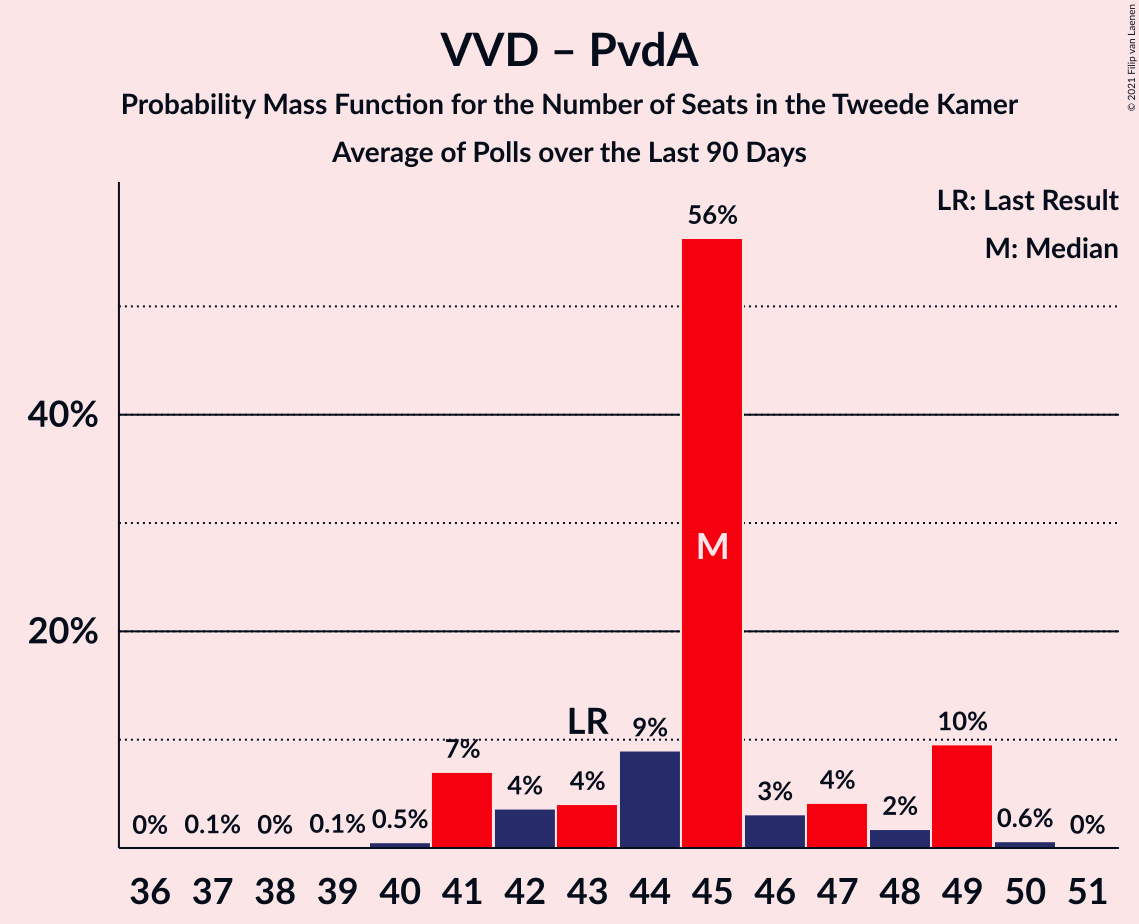 VVD – PvdA
Probability Mass Function for the Number of Seats in the Tweede Kamer
Average of Polls over the Last 90 Days
© 2021 Filip van Laenen
LR: Last Result
M: Median
56%
40%
M
20%
LR
9%
10%
7%
4%
4%
3%
4%
2%
0%
0.1%
0%
0.1%
0.5%
0.6%
0%
36 37 38 39 40 41 42 43 44 45 46 47 48 49 50 51